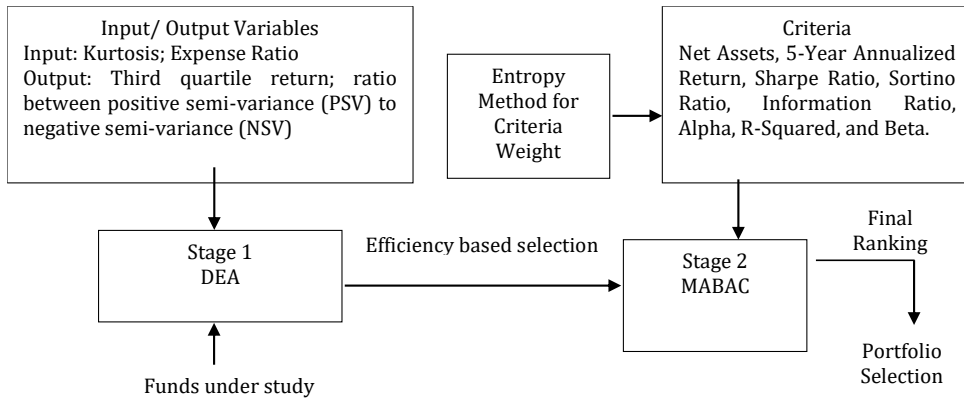 Input/ Output Variables
Input: Kurtosis; Expense Ratio
Output: Third quartile return; ratio
between positive semi-variance (PSV) to
negative semi-variance (NSV)
Entropy
Method for
Criteria
Weight
Criteria
Net Assets, 5-Year Annualized
Return, Sharpe Ratio, Sortino
Ratio, Information Ratio,
Alpha, R-Squared, and Beta.
Stage 1
DEA
Efficiency based selection
Stage 2
MABAC
Final
Ranking
Funds under study
Portfolio
Selection